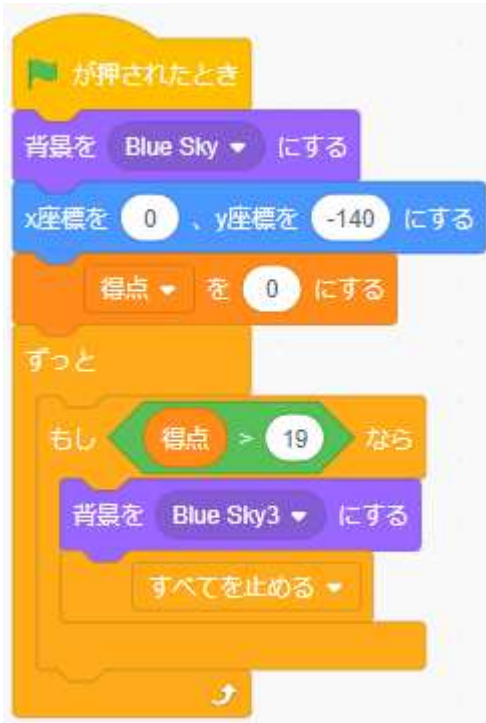 が押されたとき
背景を Blue Sky にする
x座標を 0 、y座標を -140 にする
得点 を 0 にする
ずっと
もし 得点 > 19 なら
背景を Blue Sky3 にする
すべてを止める